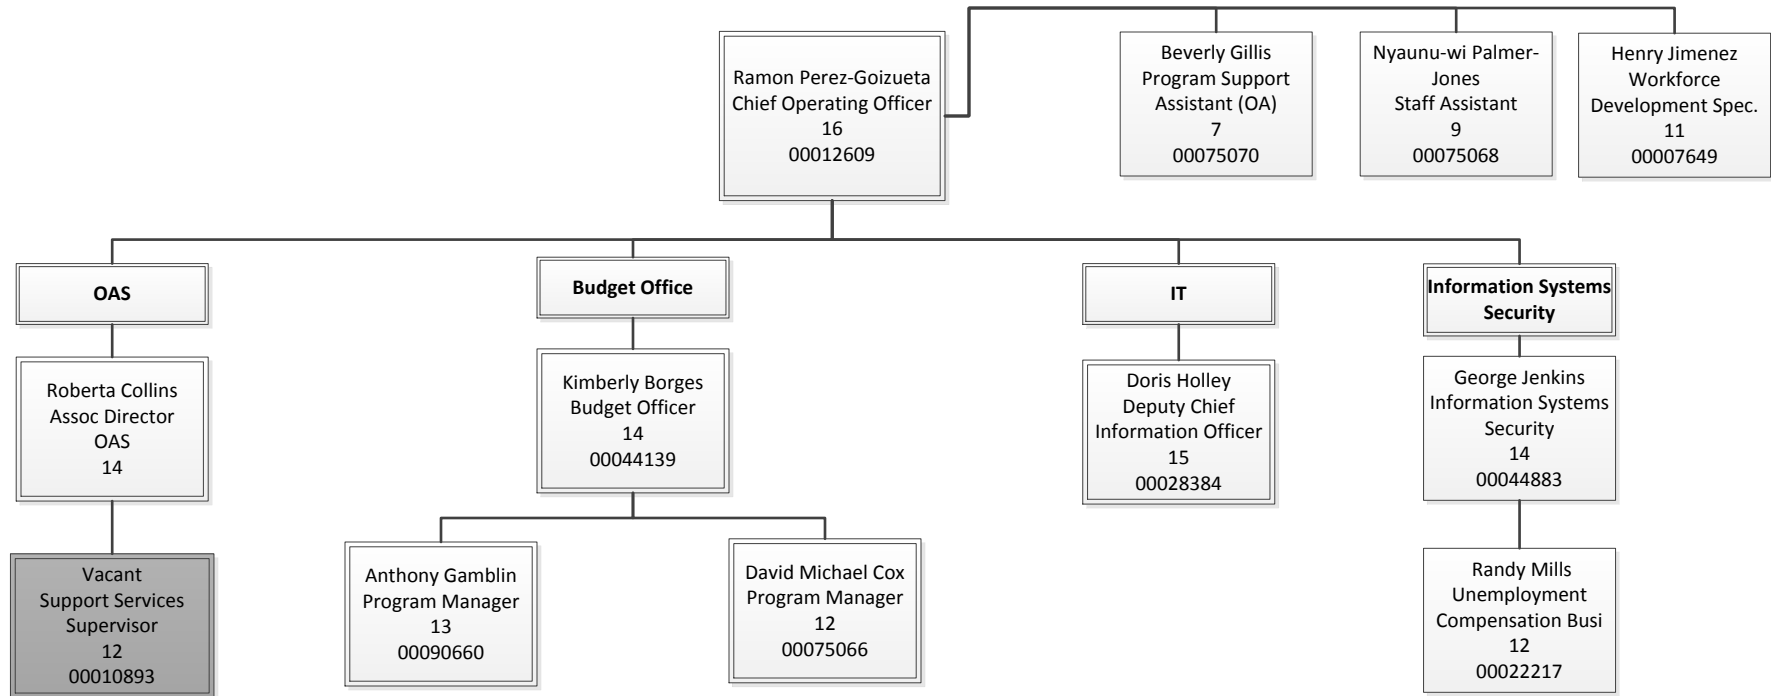 Ramon Perez-Goizueta
Chief Operating Officer
16
00012609
Beverly Gillis
Program Support
Assistant (OA)
7
00075070
Nyaunu-wi Palmer-
Jones
Staff Assistant
9
00075068
Henry Jimenez
Workforce
Development Spec.
11
00007649
OAS
Budget Office
IT
Information Systems
Security
Roberta Collins
Assoc Director
OAS
14
Kimberly Borges
Budget Officer
14
00044139
Doris Holley
Deputy Chief
Information Officer
15
00028384
George Jenkins
Information Systems
Security
14
00044883
Vacant
Support Services
Supervisor
12
00010893
Anthony Gamblin
Program Manager
13
00090660
David Michael Cox
Program Manager
12
00075066
Randy Mills
Unemployment
Compensation Busi
12
00022217